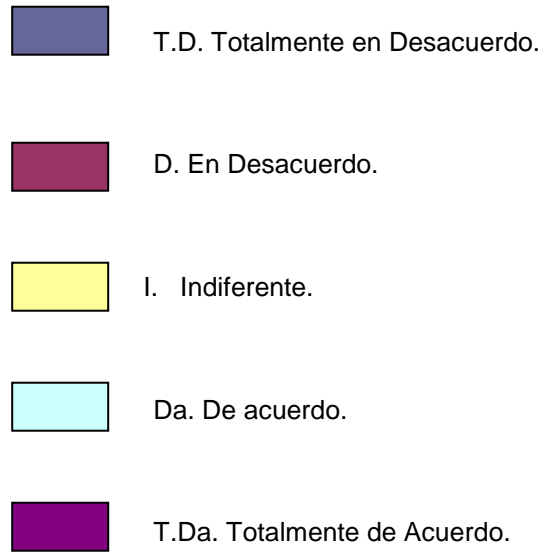 T.D. Totalmente en Desacuerdo.
D. En Desacuerdo.
I. Indiferente.
Da. De acuerdo.
T.Da. Totalmente de Acuerdo.